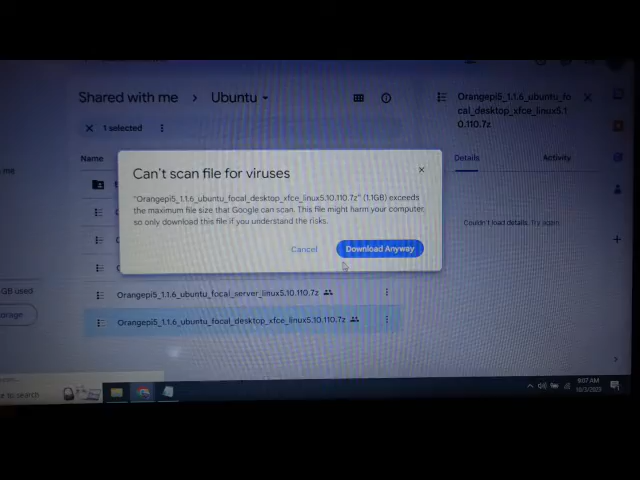 Shared with me > Ubuntu
1 selected
Name
Can't scan file for viruses
"Orangepi5_1.1.6_ubuntu_focal_desktop_xfce_linux5.10.110.7z" (1.1GB) exceeds
the maximum file size that Google can scan. This file might harm your computer,
so only download this file if you understand the risks.
Cancel
Download Anyway
Orangepi5_1.1.6_ubuntu_focal_server_linux5.10.110.7z
Orangepi5_1.1.6_ubuntu_focal_desktop_xfce_linux5.10.110.7z
Orangepi5_1.1.6_ubuntu_fo
cal_desktop_xfce_linux5.1
0.110.7z
Details
Activity
Couldn't load details. Try again.
me
GB used
to search
9:07 AM